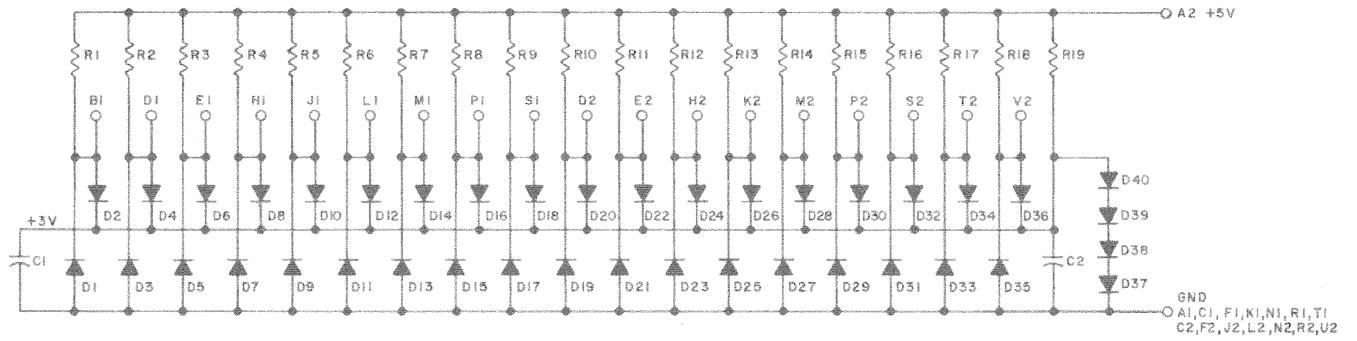 A2 +5V
R1 R2 R3 R4 R5 R6 R7 R8 R9 R10 R11 R12 R13 R14 R15 R16 R17 R18 R19
B1 D1 E1 H1 J1 L1 M1 P1 S1 D2 E2 H2 K2 M2 P2 S2 T2 V2
D40
D2 D4 D6 D8 D10 D12 D14 D16 D18 D20 D22 D24 D26 D28 D30 D32 D34 D36 D39
+3V
D38
C1 C2
D1 D3 D5 D7 D9 D11 D13 D15 D17 D19 D21 D23 D25 D27 D29 D31 D33 D35 D37
GND
A1,C1, F1,K1,N1,R1,T1
C2,F2,J2,L2,N2,R2,U2